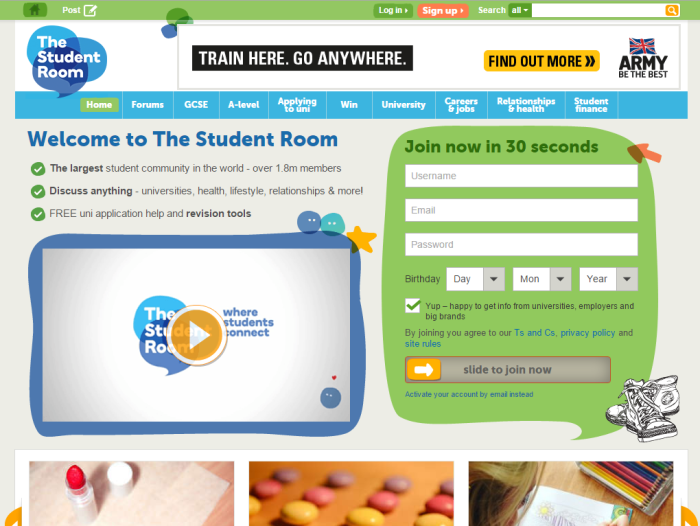 Post
Log in
Sign up
Search
all
The
Student
Room
TRAIN HERE. GO ANYWHERE.
FIND OUT MORE
ARMY
BE THE BEST
Home
Forums
GCSE
A-level
Applying
to uni
Win
University
Careers
& jobs
Relationships
& health
Student
finance
Welcome to The Student Room
The largest student community in the world - over 1.8m members
Discuss anything - universities, health, lifestyle, relationships & more!
FREE uni application help and revision tools
The
Student
Room
where
students
connect
Join now in 30 seconds
Username
Email
Password
Birthday Day Mon Year
Yup – happy to get info from universities, employers and
big brands
By joining you agree to our Ts and Cs, privacy policy and
site rules
slide to join now
Activate your account by email instead